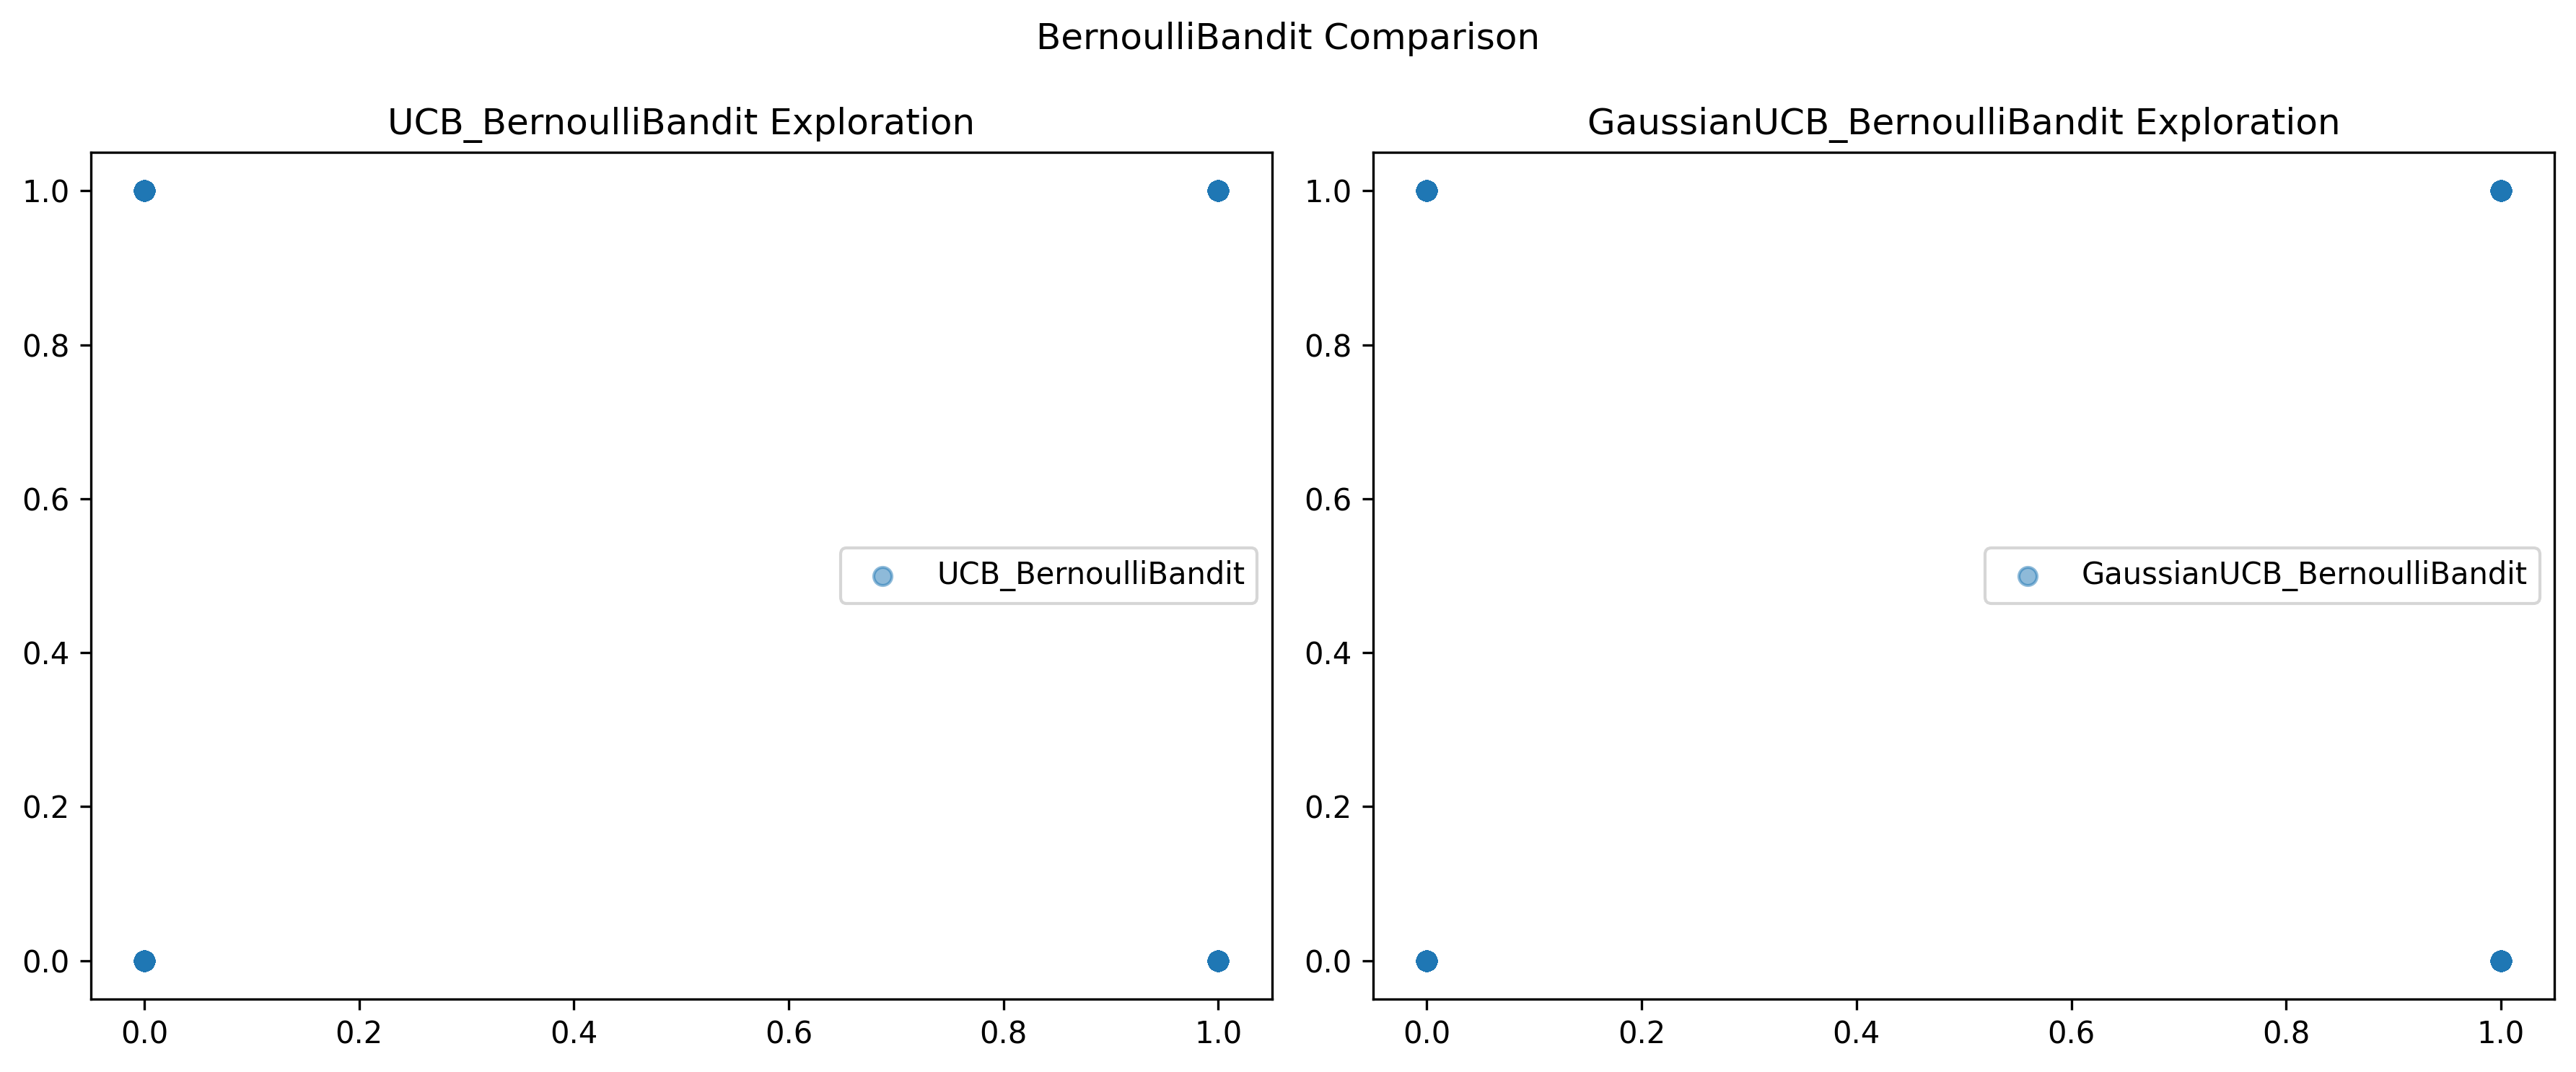 BernoulliBandit Comparison
UCB_BernoulliBandit Exploration
1.0
0.8
0.6
0.4
0.2
0.0
UCB_BernoulliBandit
0.0 0.2 0.4 0.6 0.8 1.0
GaussianUCB_BernoulliBandit Exploration
1.0
0.8
0.6
0.4
0.2
0.0
GaussianUCB_BernoulliBandit
0.0 0.2 0.4 0.6 0.8 1.0